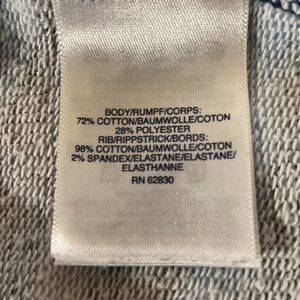 BODY/RUMPF/CORPS:
72% COTTON/BAUMWOLLE/COTON
28% POLYESTER
RIB/RIPPSTRICK/BORDS:
98% COTTON/BAUMWOLLE/COTON
2% SPANDEX/ELASTANE/ELASTANE/
ELASTHANNE
RN 62830